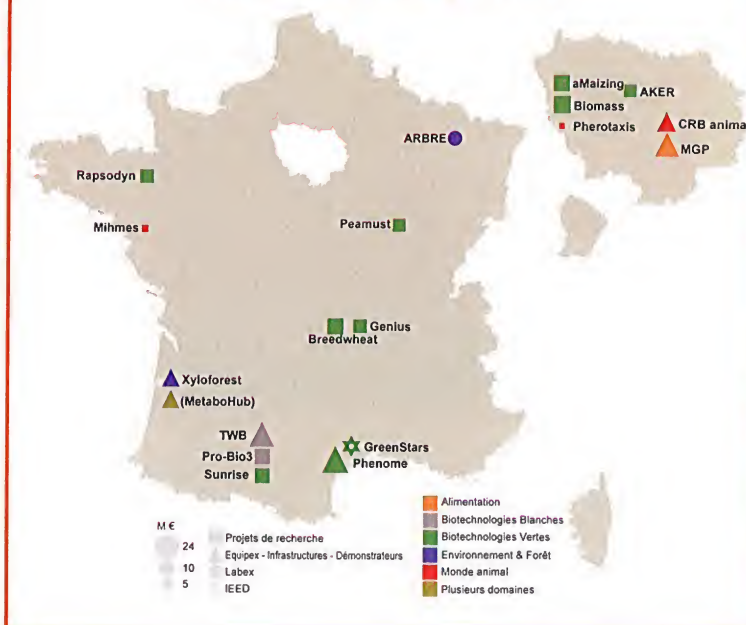 aMaizing
AKER
Biomass
Pherotaxis
CRB anima
MGP
ARBRE
Rapsodyn
Mihmes
Peamust
Genius
Breedwheat
Xyloforest
(MetaboHub)
TWB
Pro-Bio3
Sunrise
GreenStars
Phenome
M €
24
10
5
Projets de recherche
Equipex - Infrastructures - Démonstrateurs
Labex
IEED
Alimentation
Biotechnologies Blanches
Biotechnologies Vertes
Environnement & Forêt
Monde animal
Plusieurs domaines